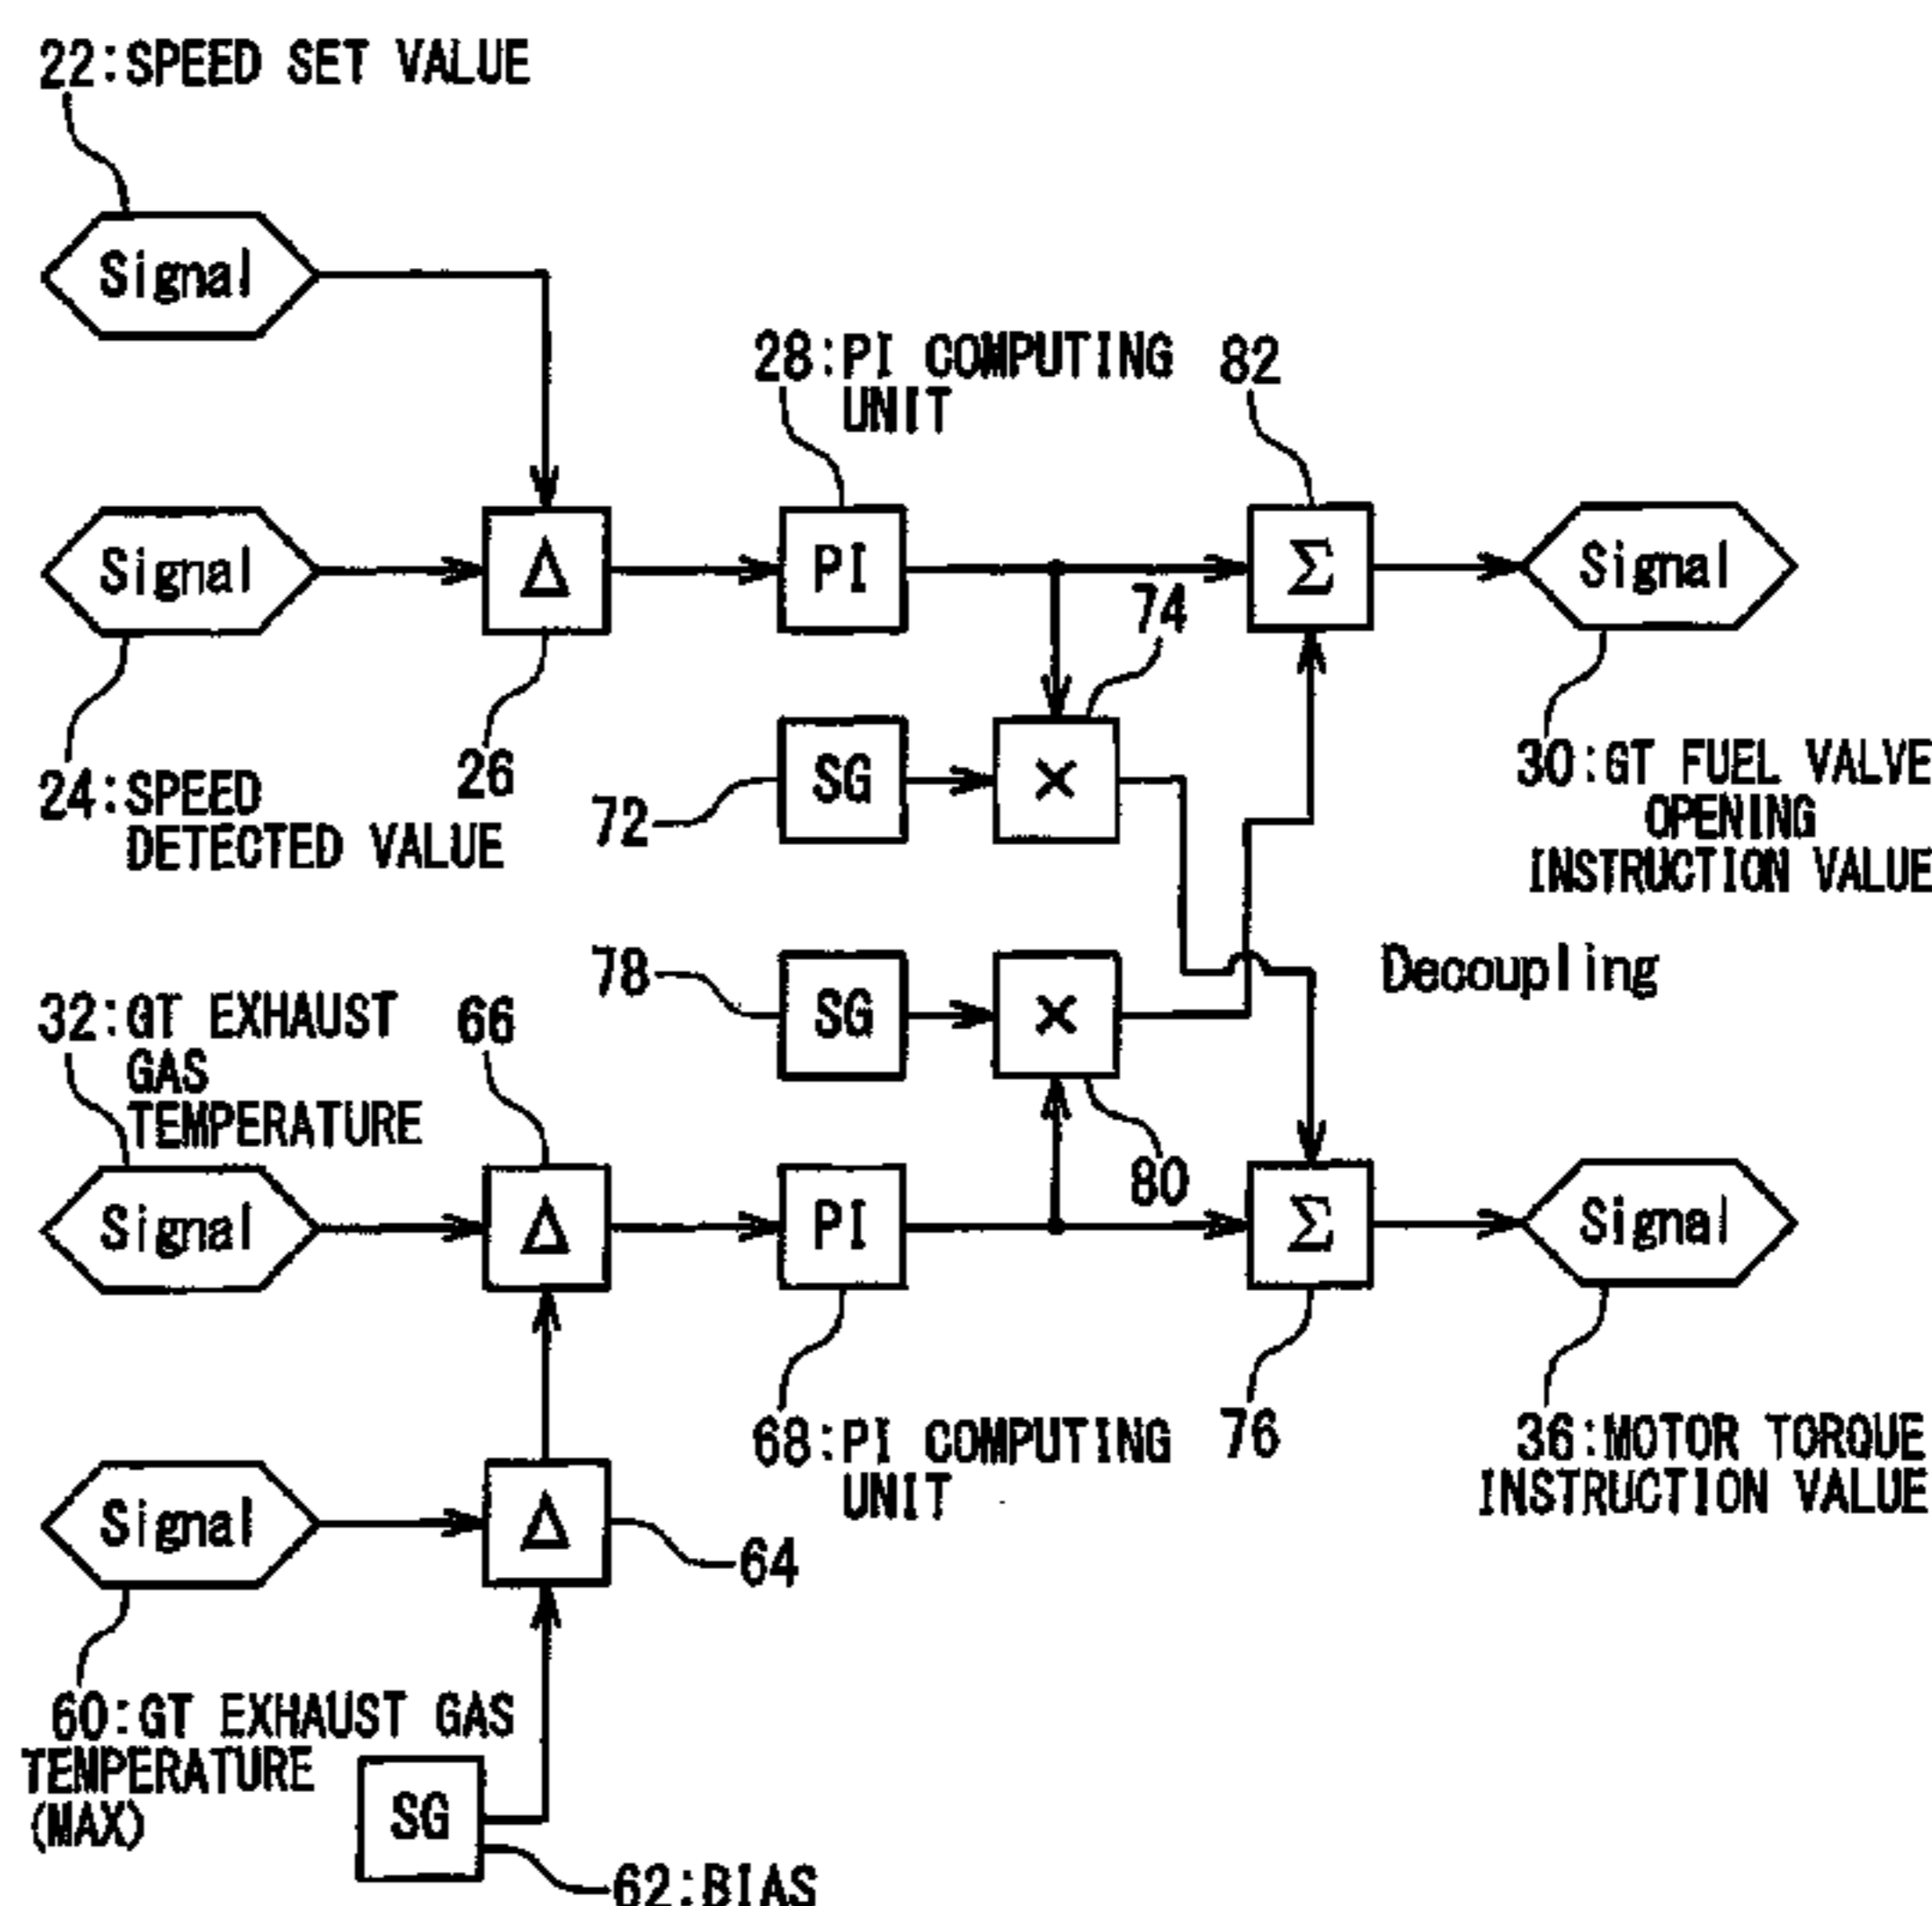 22:SPEED SET VALUE
Signal
28:PI COMPUTING
UNIT
82
Signal
Δ
PI
Σ
Signal
74
24:SPEED
DETECTED VALUE
26
72
SG
×
30:GT FUEL VALVE
OPENING
INSTRUCTION VALUE
78
SG
×
Decoupling
32:GT EXHAUST
GAS
TEMPERATURE
66
80
Signal
Δ
PI
Σ
Signal
68:PI COMPUTING
UNIT
76
36:MOTOR TORQUE
INSTRUCTION VALUE
Signal
Δ
64
60:GT EXHAUST GAS
TEMPERATURE
(MAX)
SG
62:BIAS